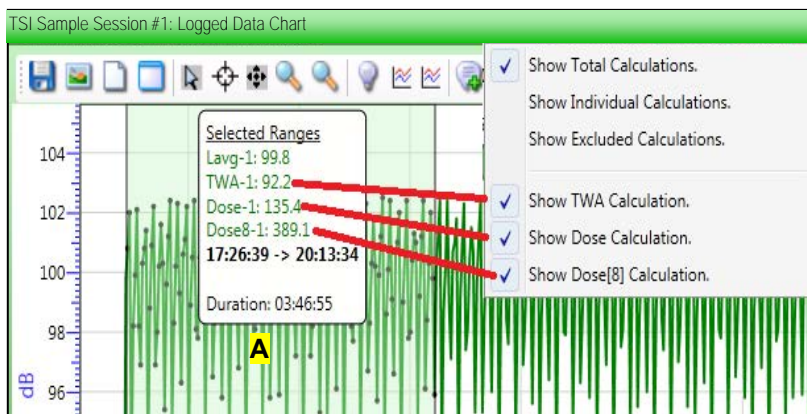 TSI Sample Session #1: Logged Data Chart
Show Total Calculations.
Show Individual Calculations.
Show Excluded Calculations.
Show TWA Calculation.
Show Dose Calculation.
Show Dose[8] Calculation.
Selected Ranges
Lavg-1: 99.8
TWA-1: 92.2
Dose-1: 135.4
Dose8-1: 389.1
17:26:39 -> 20:13:34
Duration: 03:46:55
A
104
102
100
98
96
dB